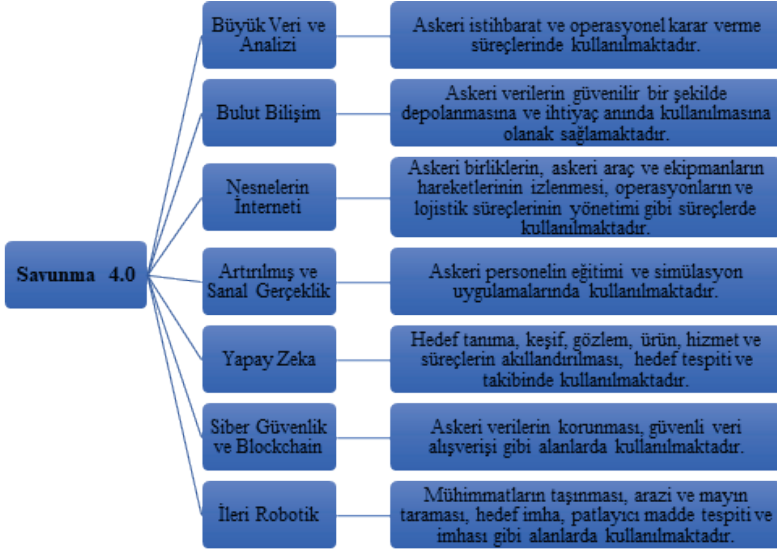 Savunma 4.0
Büyük Veri ve
Analizi
Askeri istihbarat ve operasyonel karar verme
süreçlerinde kullanılmaktadır.
Bulut Bilişim
Askeri verilerin güvenilir bir şekilde
depolanmasına ve ihtiyaç anında kullanılmasına
olanak sağlamaktadır.
Nesnelerin
İnterneti
Askeri birliklerin, askeri araç ve ekipmanların
hareketlerinin izlenmesi, operasyonların ve
lojistik süreçlerinin yönetimi gibi süreçlerde
kullanılmaktadır.
Artırılmış ve
Sanal Gerçeklik
Askeri personelin eğitimi ve simülasyon
uygulamalarında kullanılmaktadır.
Yapay Zeka
Hedef tanıma, keşif, gözlem, ürün, hizmet ve
süreçlerin akıllandırılması, hedef tespiti ve
takibinde kullanılmaktadır.
Siber Güvenlik
ve Blockchain
Askeri verilerin korunması, güvenli veri
alışverişi gibi alanlarda kullanılmaktadır.
İleri Robotik
Mühimmatların taşınması, arazi ve mayın
taraması, hedef imha, patlayıcı madde tespiti ve
imhası gibi alanlarda kullanılmaktadır.